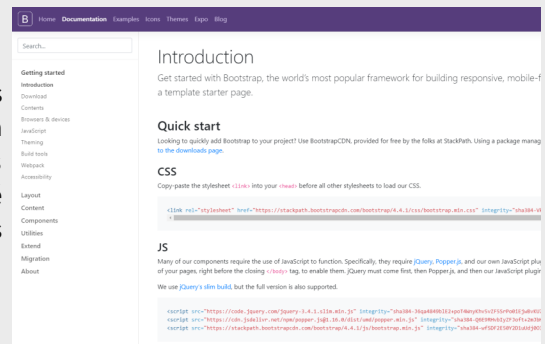 B Home Documentation Examples Icons Themes Expo Blog
Search...
Getting started
Introduction
Download
Contents
Browsers & devices
JavaScript
Theming
Build tools
Webpack
Accessibility
Layout
Content
Components
Utilities
Extend
Migration
About
Introduction
Get started with Bootstrap, the world's most popular framework for building responsive, mobile-f
a template starter page.
Quick start
Looking to quickly add Bootstrap to your project? Use BootstrapCDN, provided for free by the folks at StackPath. Using a package manag
to the downloads page.
CSS
Copy-paste the stylesheet <link> into your <head> before all other stylesheets to load our CSS.
<link rel="stylesheet" href="https://stackpath.bootstrapcdn.com/bootstrap/4.4.1/css/bootstrap.min.css" integrity="sha384-
JS
Many of our components require the use of JavaScript to function. Specifically, they require jQuery, Popper.js, and our own JavaScript plu
of your pages, right before the closing </body> tag, to enable them. jQuery must come first, then Popper.js, and then our JavaScript plugin
We use jQuery's slim build, but the full version is also supported.
<script src="https://code.jquery.com/jquery-3.4.1.slim.min.js" integrity="sha384-
<script src="https://cdn.jsdelivr.net/npm/popper.js@1.16.0/dist/umd/popper.min.js" integrity="sha384-
<script src="https://stackpath.bootstrapcdn.com/bootstrap/4.4.1/js/bootstrap.min.js" integrity="sha384-